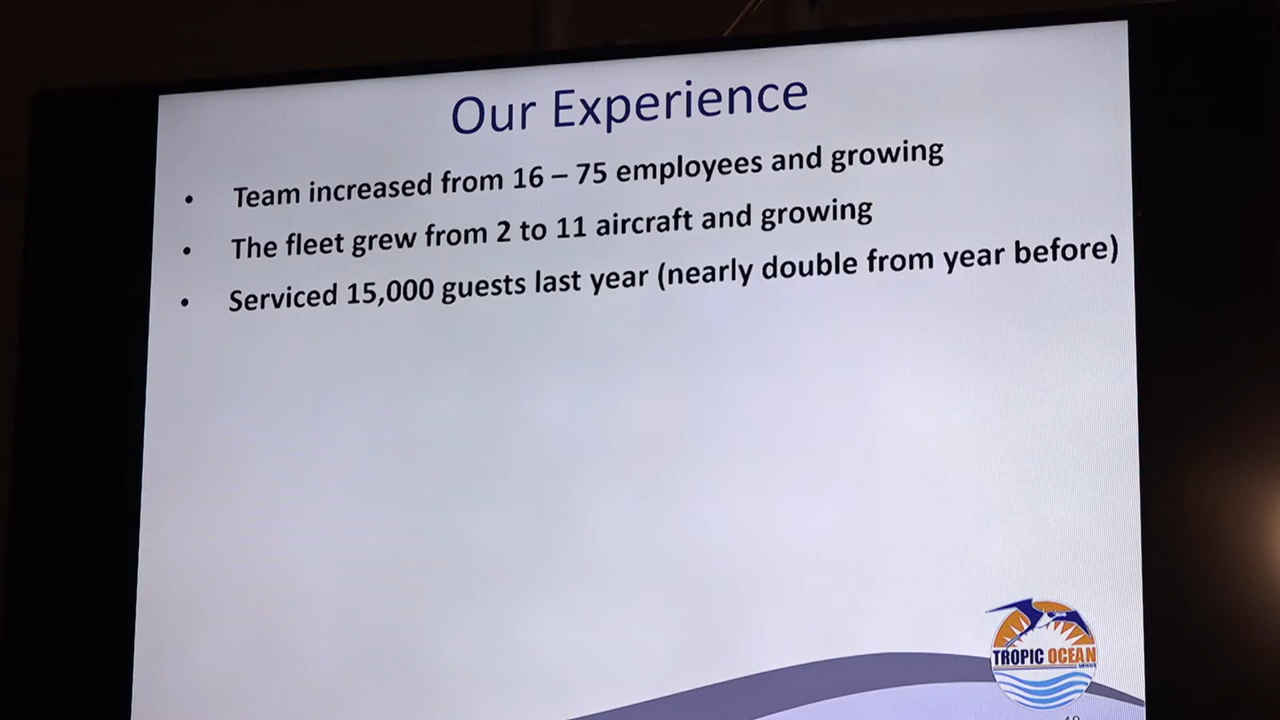 Our Experience
• Team increased from 16 – 75 employees and growing
• The fleet grew from 2 to 11 aircraft and growing
• Serviced 15,000 guests last year (nearly double from year before)
TROPIC OCEAN